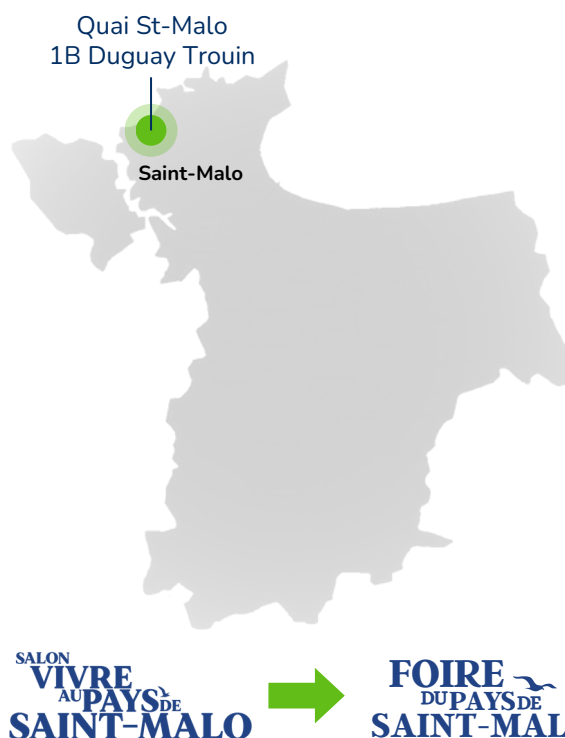 Quai St-Malo
1B Duguay Trouin
Saint-Malo
SALON
VIVRE
AU PAYS DE
SAINT-MALO
FOIRE
DU PAYS DE
SAINT-MAL